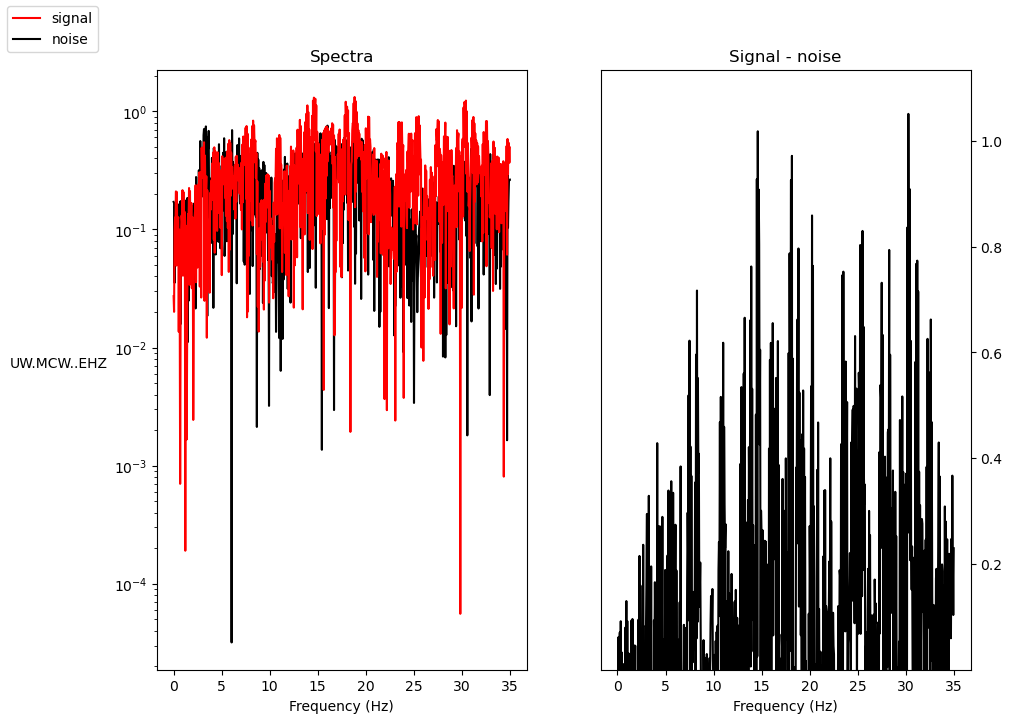 signal
noise
Spectra
Signal - noise
UW.MCW..EHZ
10^0
10^-1
10^-2
10^-3
10^-4
0 5 10 15 20 25 30 35
Frequency (Hz)
1.0
0.8
0.6
0.4
0.2
0 5 10 15 20 25 30 35
Frequency (Hz)